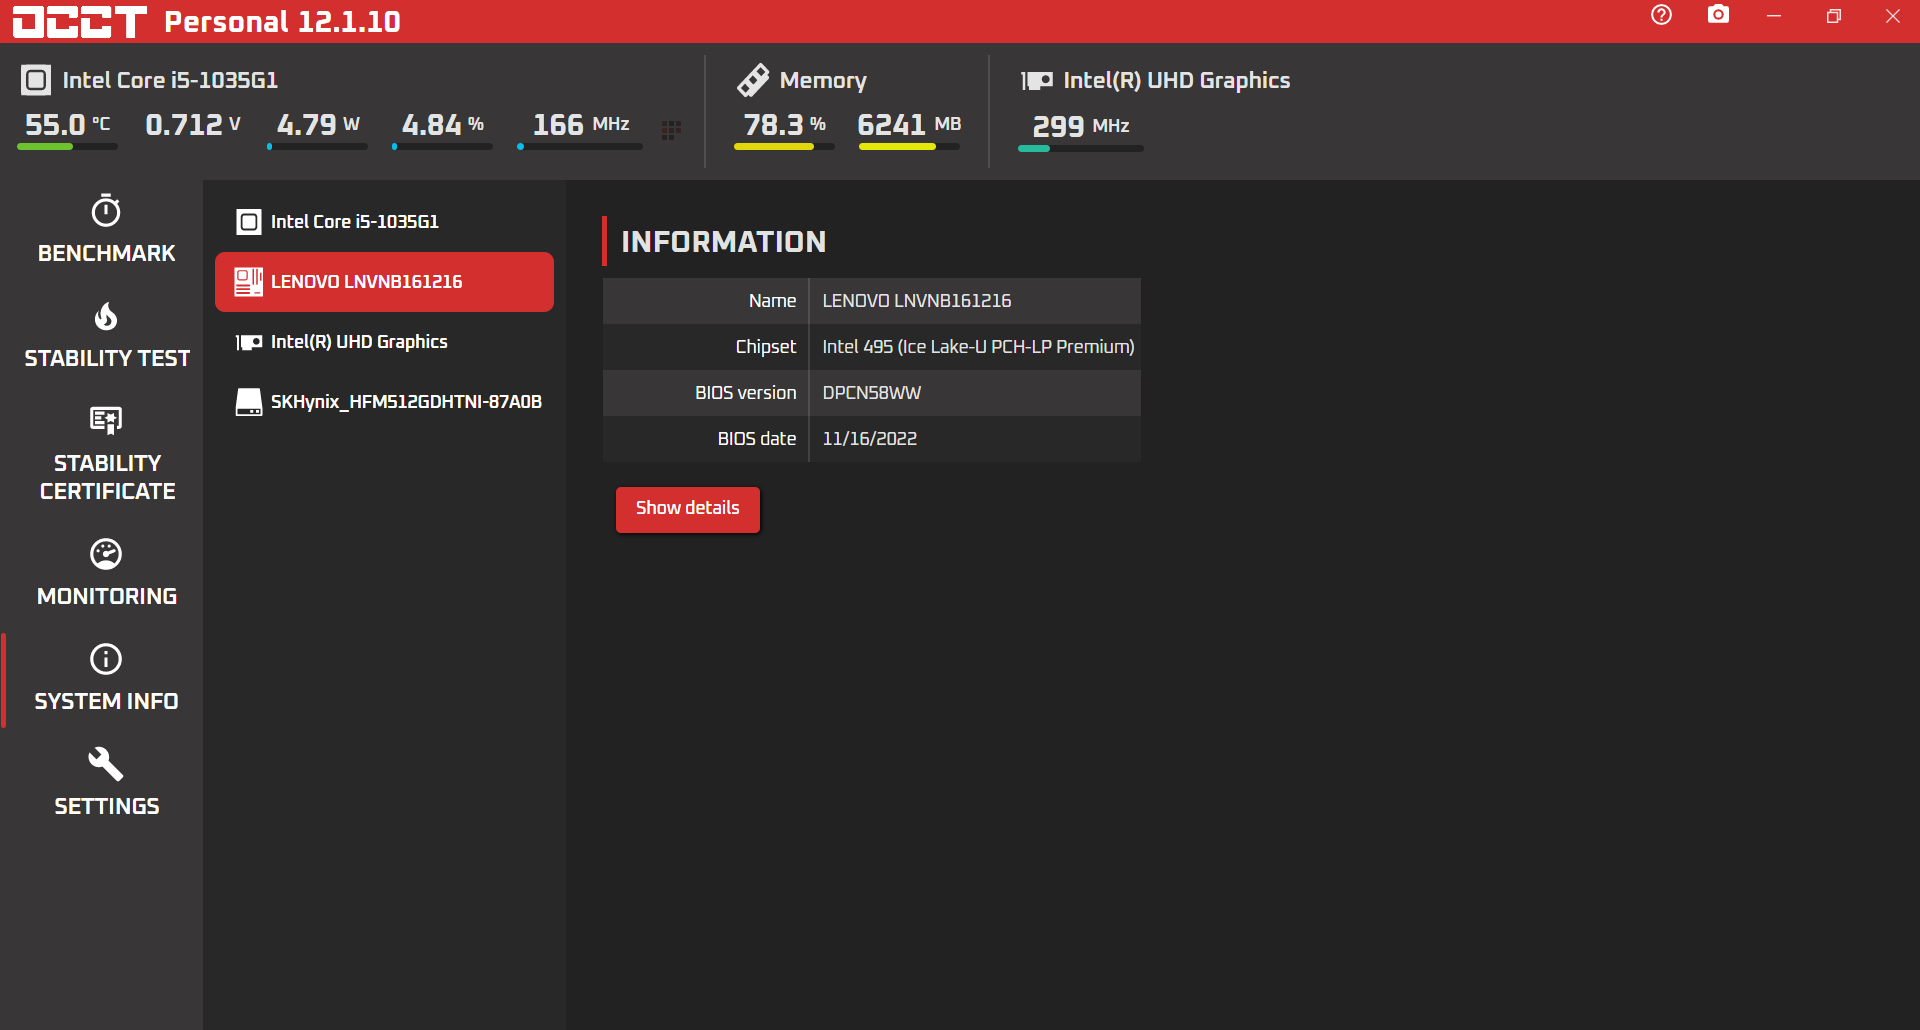 OCCT Personal 12.1.10
Intel Core i5-1035G1
55.0 °C 0.712 V 4.79 W 4.84 % 166 MHz
Memory
78.3 % 6241 MB
Intel(R) UHD Graphics
299 MHz
BENCHMARK
STABILITY TEST
STABILITY
CERTIFICATE
MONITORING
SYSTEM INFO
SETTINGS
Intel Core i5-1035G1
LENOVO LNVNB161216
Intel(R) UHD Graphics
SKHynix_HFM512GDHTNI-87A0B
INFORMATION
Name LENOVO LNVNB161216
Chipset Intel 495 (Ice Lake-U PCH-LP Premium)
BIOS version DPCN58WW
BIOS date 11/16/2022
Show details